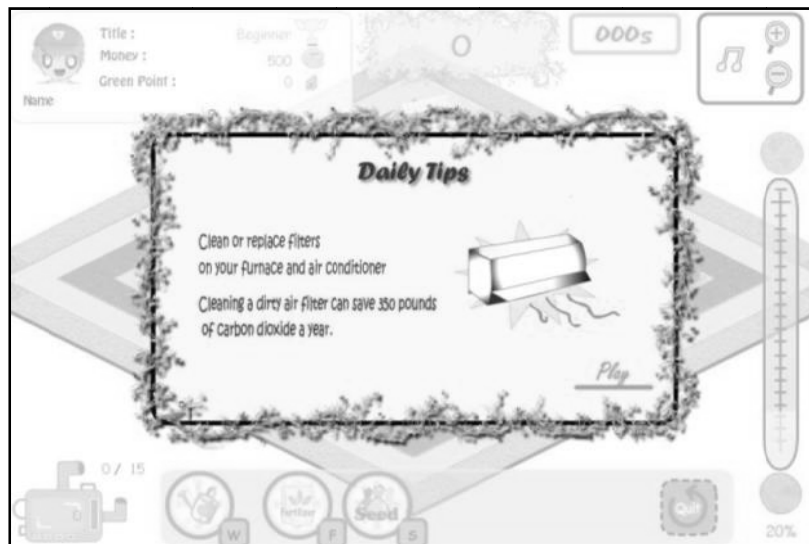 Title :
Beginner
Money :
500
Green Point :
0
Name
0
000s
Daily Tips
Clean or replace filters
on your furnace and air conditioner
Cleaning a dirty air filter can save 350 pounds
of carbon dioxide a year.
Play
0 / 15
W
Fertilizer
F
Seed
S
Quit
20%